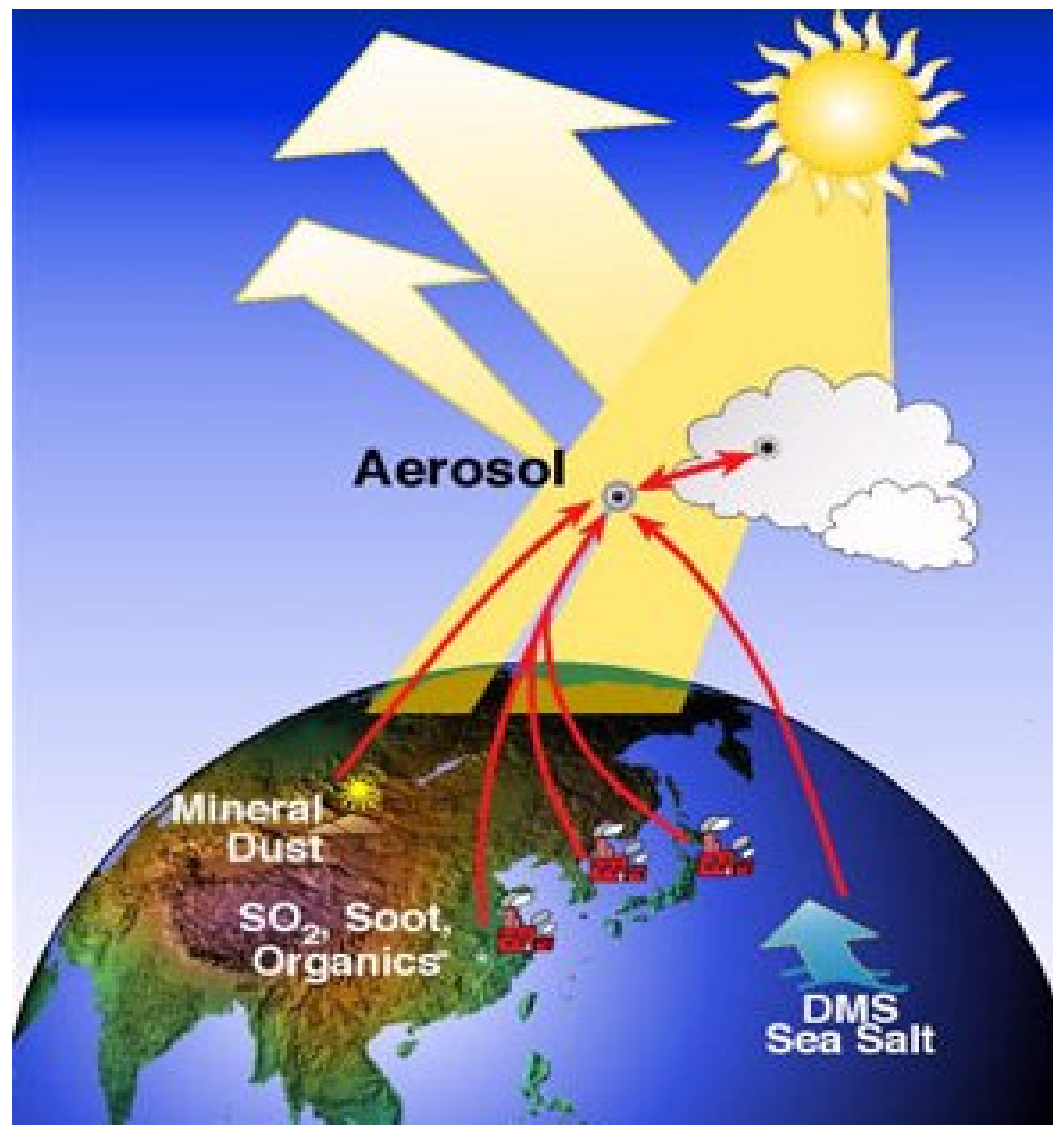 Aerosol
Mineral
Dust
SO₂, Soot,
Organics
DMS
Sea Salt